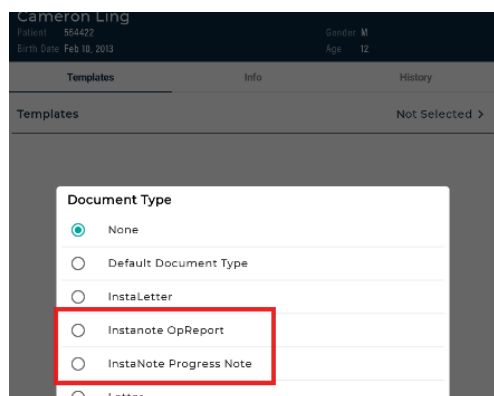 Cameron Ling
Patient 554422 Gender M
Birth Date Feb 10, 2013 Age 12
Templates Info History
Templates Not Selected >
Document Type
None
Default Document Type
InstaLetter
Instanote OpReport
InstaNote Progress Note
Letter